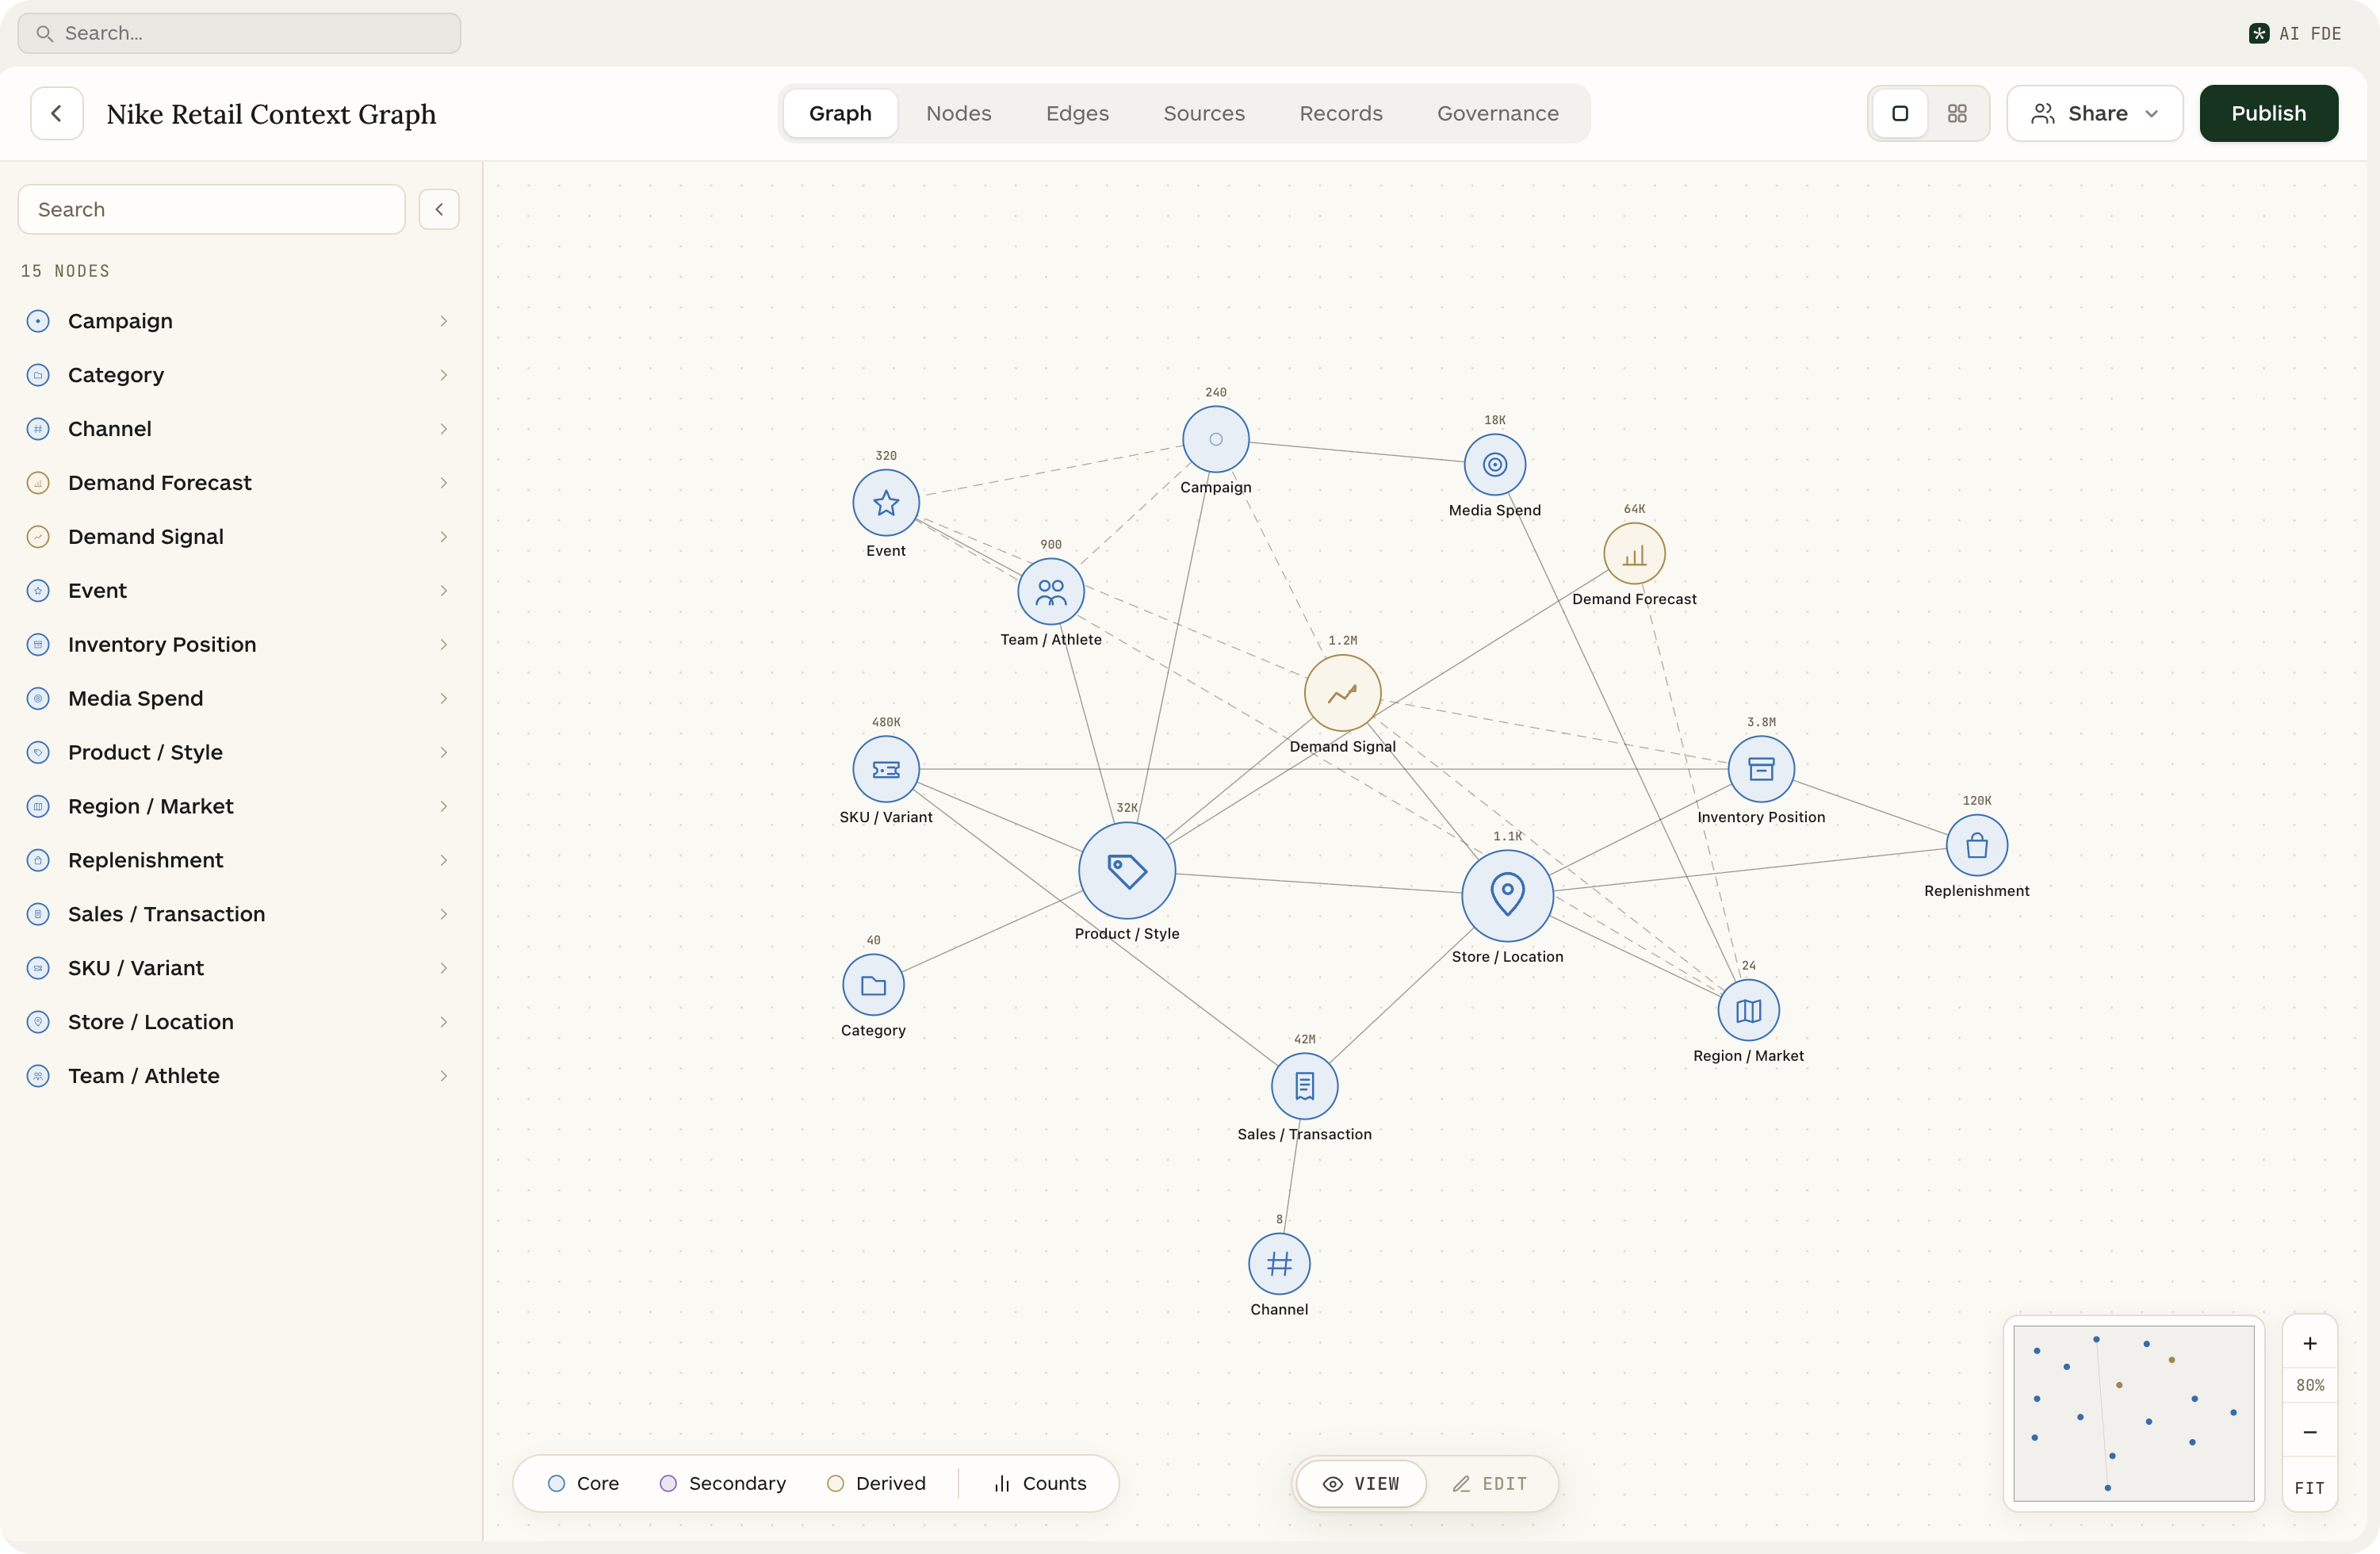 Search...
AI FDE
Nike Retail Context Graph
Graph
Nodes
Edges
Sources
Records
Governance
Share
Publish
Search
15 NODES
Campaign
Category
Channel
Demand Forecast
Demand Signal
Event
Inventory Position
Media Spend
Product / Style
Region / Market
Replenishment
Sales / Transaction
SKU / Variant
Store / Location
Team / Athlete
240
Campaign
18K
Media Spend
320
Event
64K
Demand Forecast
900
Team / Athlete
1.2M
Demand Signal
480K
SKU / Variant
3.8M
Inventory Position
32K
Product / Style
120K
Replenishment
1.1K
Store / Location
40
Category
24
Region / Market
42M
Sales / Transaction
8
Channel
Core
Secondary
Derived
Counts
VIEW
EDIT
+
80%
−
FIT